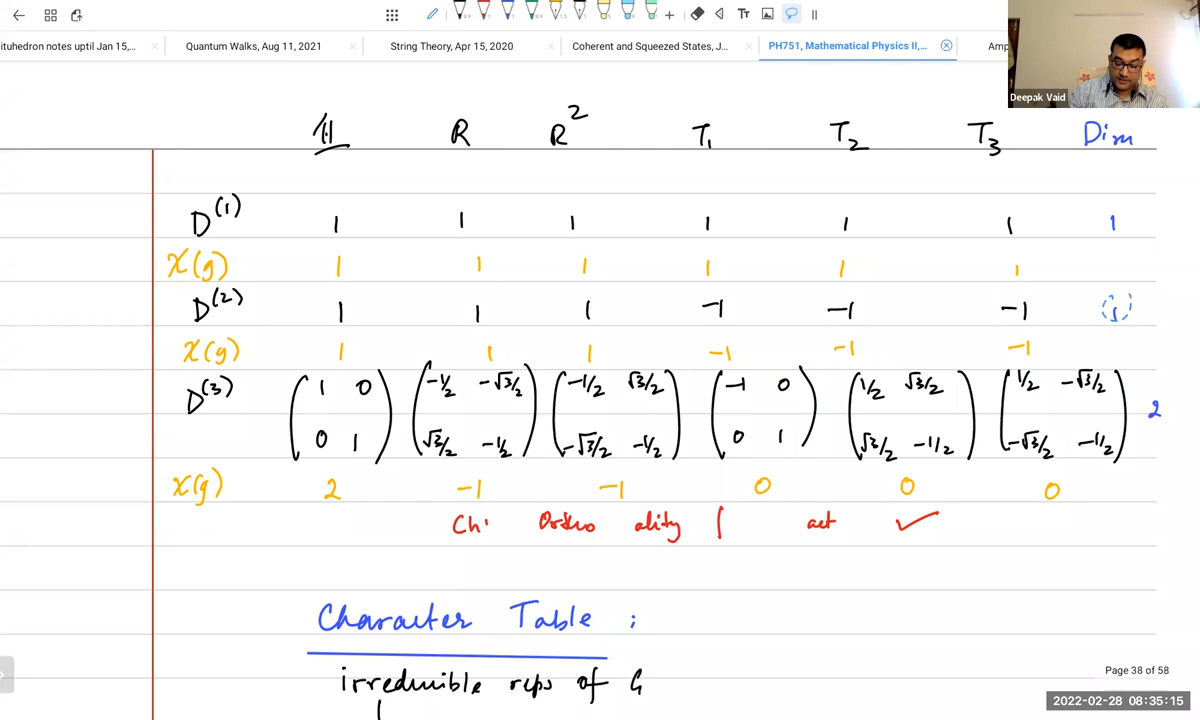 ituhedron notes uptil Jan 15,... Quantum Walks, Aug 11, 2021 String Theory, Apr 15, 2020 Coherent and Squeezed States, J... PH751, Mathematical Physics II,... Amp
Deepak Vaid
𝟙 R R² T₁ T₂ T₃ Dim
D⁽¹⁾ 1 1 1 1 1 1 1
χ(g) 1 1 1 1 1 1
D⁽²⁾ 1 1 1 -1 -1 -1 1
χ(g) 1 1 1 -1 -1 -1
D⁽³⁾ (1 0 (-1/2 -√3/2) (-1/2 √3/2) (-1 0) (1/2 √3/2) (1/2 -√3/2) 2
0 1) √3/2 -1/2 -√3/2 -1/2 0 1 √3/2 -1/2 -√3/2 -1/2
χ(g) 2 -1 -1 0 0 0
Ch' Ortho ality act ✓
Character Table :
irreducible reps of G
Page 38 of 58
2022-02-28 08:35:15